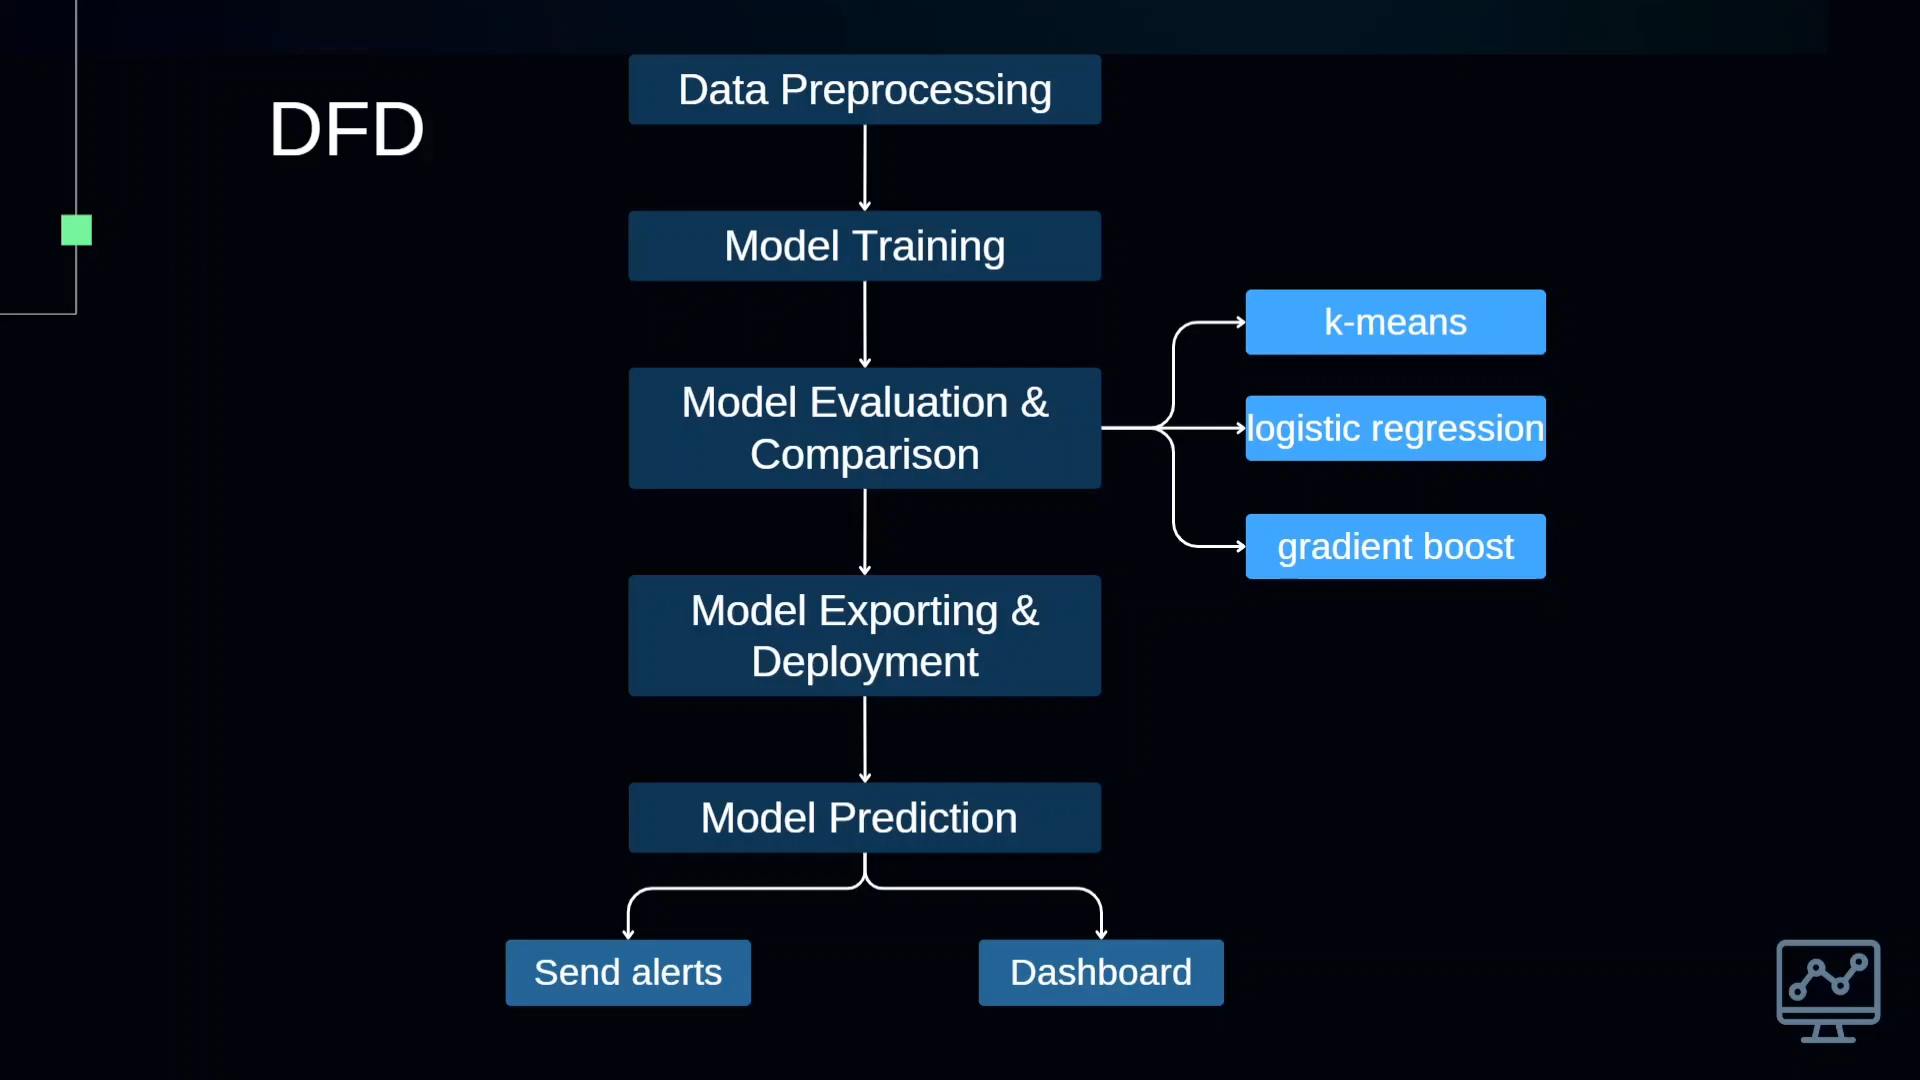 DFD
Data Preprocessing
Model Training
Model Evaluation &
Comparison
k-means
logistic regression
gradient boost
Model Exporting &
Deployment
Model Prediction
Send alerts
Dashboard